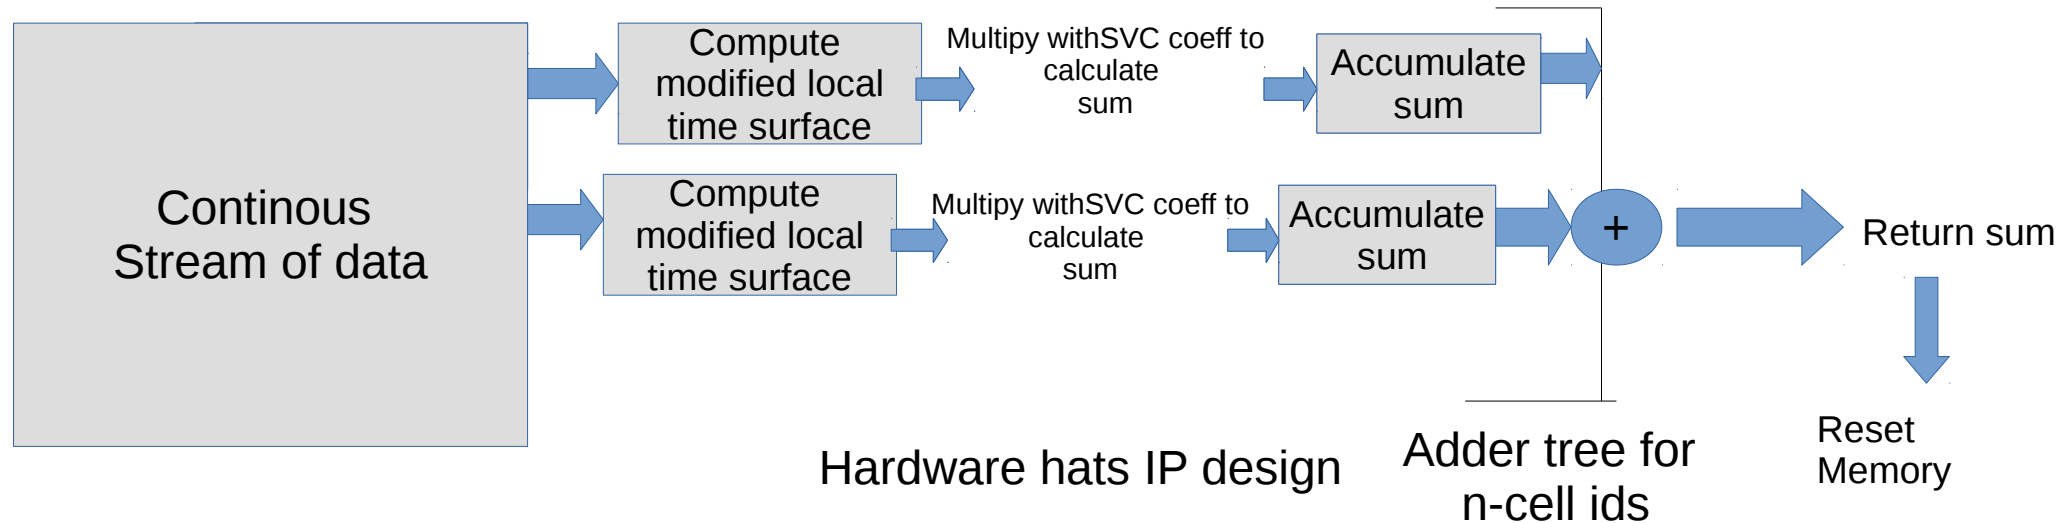 Continous
Stream of data
Compute
modified local
time surface
Multipy withSVC coeff to
calculate
sum
Accumulate
sum
Compute
modified local
time surface
Multipy withSVC coeff to
calculate
sum
Accumulate
sum
+
Return sum
Reset
Memory
Hardware hats IP design
Adder tree for
n-cell ids